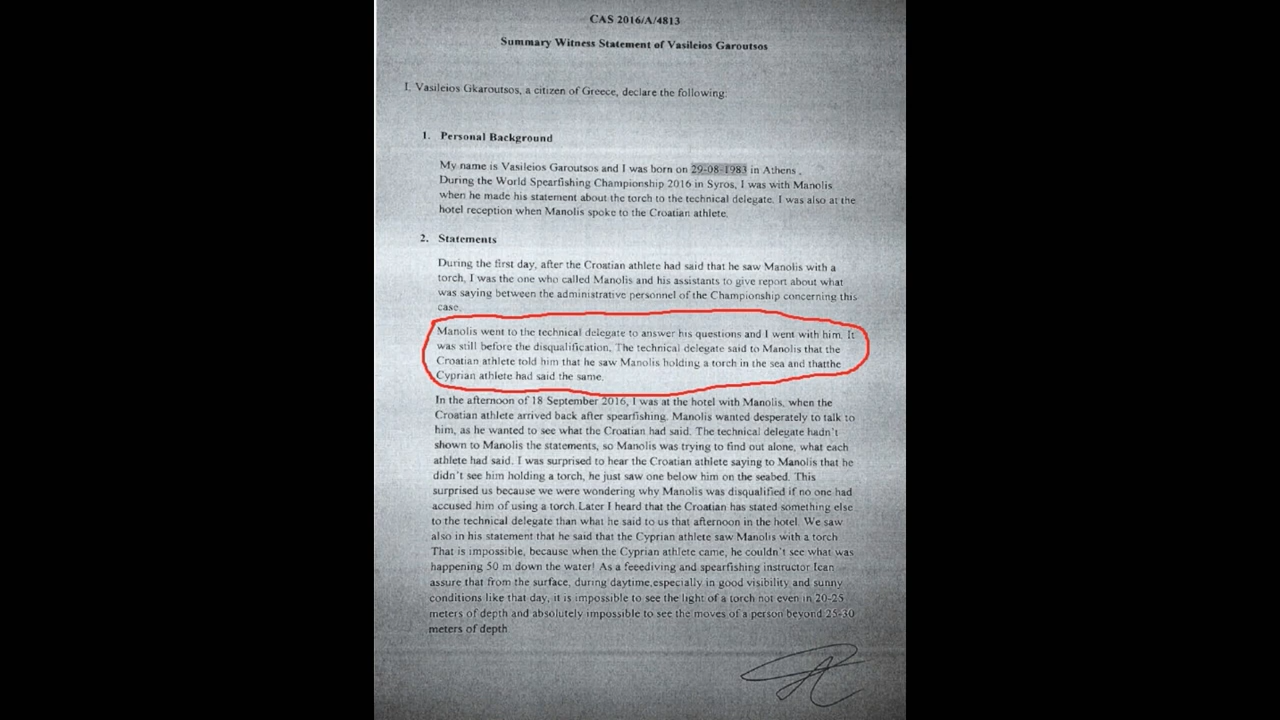 CAS 2016/A/4813
Summary Witness Statement of Vasileios Garoutsos
I, Vasileios Gkaroutsos, a citizen of Greece, declare the following:
1. Personal Background
My name is Vasileios Garoutsos and I was born on 29-08-1983 in Athens .
During the World Spearfishing Championship 2016 in Syros, I was with Manolis
when he made his statement about the torch to the technical delegate. I was also at the
hotel reception when Manolis spoke to the Croatian athlete.
2. Statements
During the first day, after the Croatian athlete had said that he saw Manolis with a
torch, I was the one who called Manolis and his assistants to give report about what
was saying between the administrative personnel of the Championship concerning this
case.
Manolis went to the technical delegate to answer his questions and I went with him. It
was still before the disqualification. The technical delegate said to Manolis that the
Croatian athlete told him that he saw Manolis holding a torch in the sea and thatthe
Cyprian athlete had said the same.
In the afternoon of 18 September 2016, I was at the hotel with Manolis, when the
Croatian athlete arrived back after spearfishing. Manolis wanted desperately to talk to
him, as he wanted to see what the Croatian had said. The technical delegate hadn't
shown to Manolis the statements, so Manolis was trying to find out alone, what each
athlete had said. I was surprised to hear the Croatian athlete saying to Manolis that he
didn't see him holding a torch, he just saw one below him on the seabed. This
surprised us because we were wondering why Manolis was disqualified if no one had
accused him of using a torch.Later I heard that the Croatian has stated something else
to the technical delegate than what he said to us that afternoon in the hotel. We saw
also in his statement that he said that the Cyprian athlete saw Manolis with a torch
That is impossible, because when the Cyprian athlete came, he couldn't see what was
happening 50 m down the water! As a feeediving and spearfishing instructor Ican
assure that from the surface, during daytime,especially in good visibility and sunny
conditions like that day, it is impossible to see the light of a torch not even in 20-25
meters of depth and absolutely impossible to see the moves of a person beyond 25-30
meters of depth